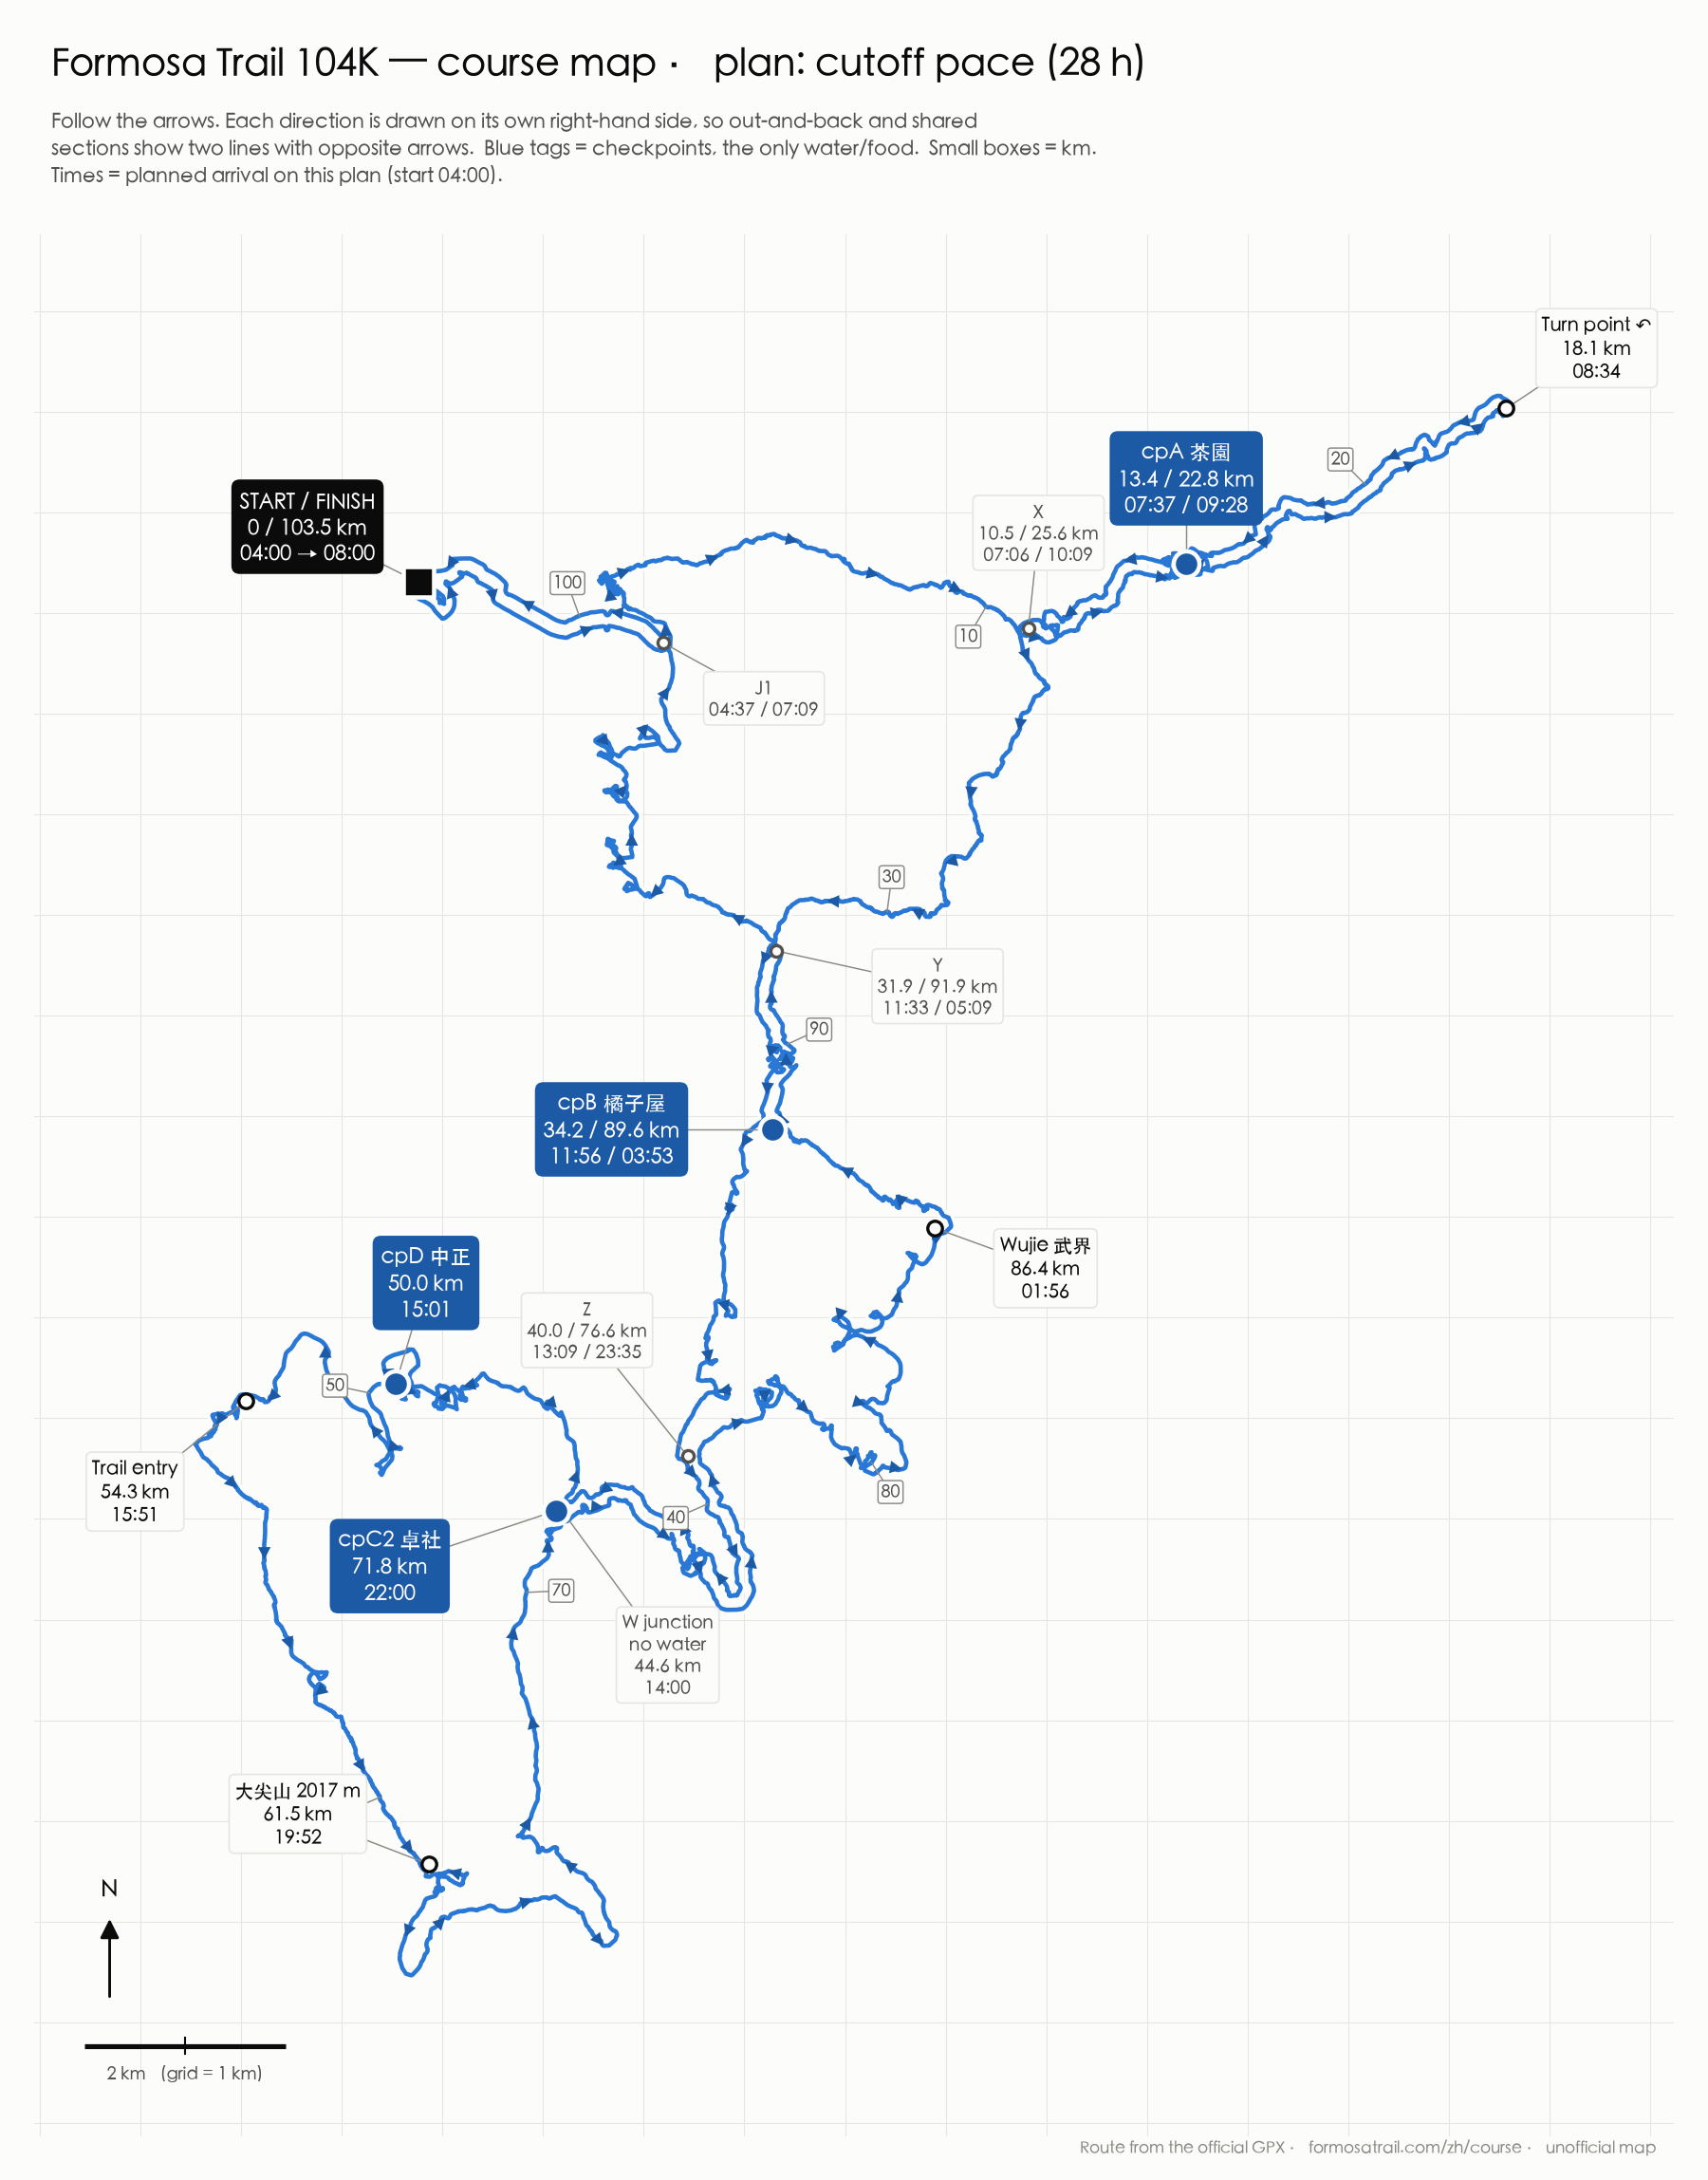 Formosa Trail 104K — course map · plan: cutoff pace (28 h)
Follow the arrows. Each direction is drawn on its own right-hand side, so out-and-back and shared
sections show two lines with opposite arrows. Blue tags = checkpoints, the only water/food. Small boxes = km.
Times = planned arrival on this plan (start 04:00).
Turn point ↶
18.1 km
08:34
20
cpA 茶園
13.4 / 22.8 km
07:37 / 09:28
START / FINISH
0 / 103.5 km
04:00 → 08:00
X
10.5 / 25.6 km
07:06 / 10:09
100
10
J1
04:37 / 07:09
30
Y
31.9 / 91.9 km
11:33 / 05:09
90
cpB 橘子屋
34.2 / 89.6 km
11:56 / 03:53
Wujie 武界
86.4 km
01:56
cpD 中正
50.0 km
15:01
Z
40.0 / 76.6 km
13:09 / 23:35
50
Trail entry
54.3 km
15:51
80
40
cpC2 卓社
71.8 km
22:00
70
W junction
no water
44.6 km
14:00
大尖山 2017 m
61.5 km
19:52
N
2 km (grid = 1 km)
Route from the official GPX · formosatrail.com/zh/course · unofficial map